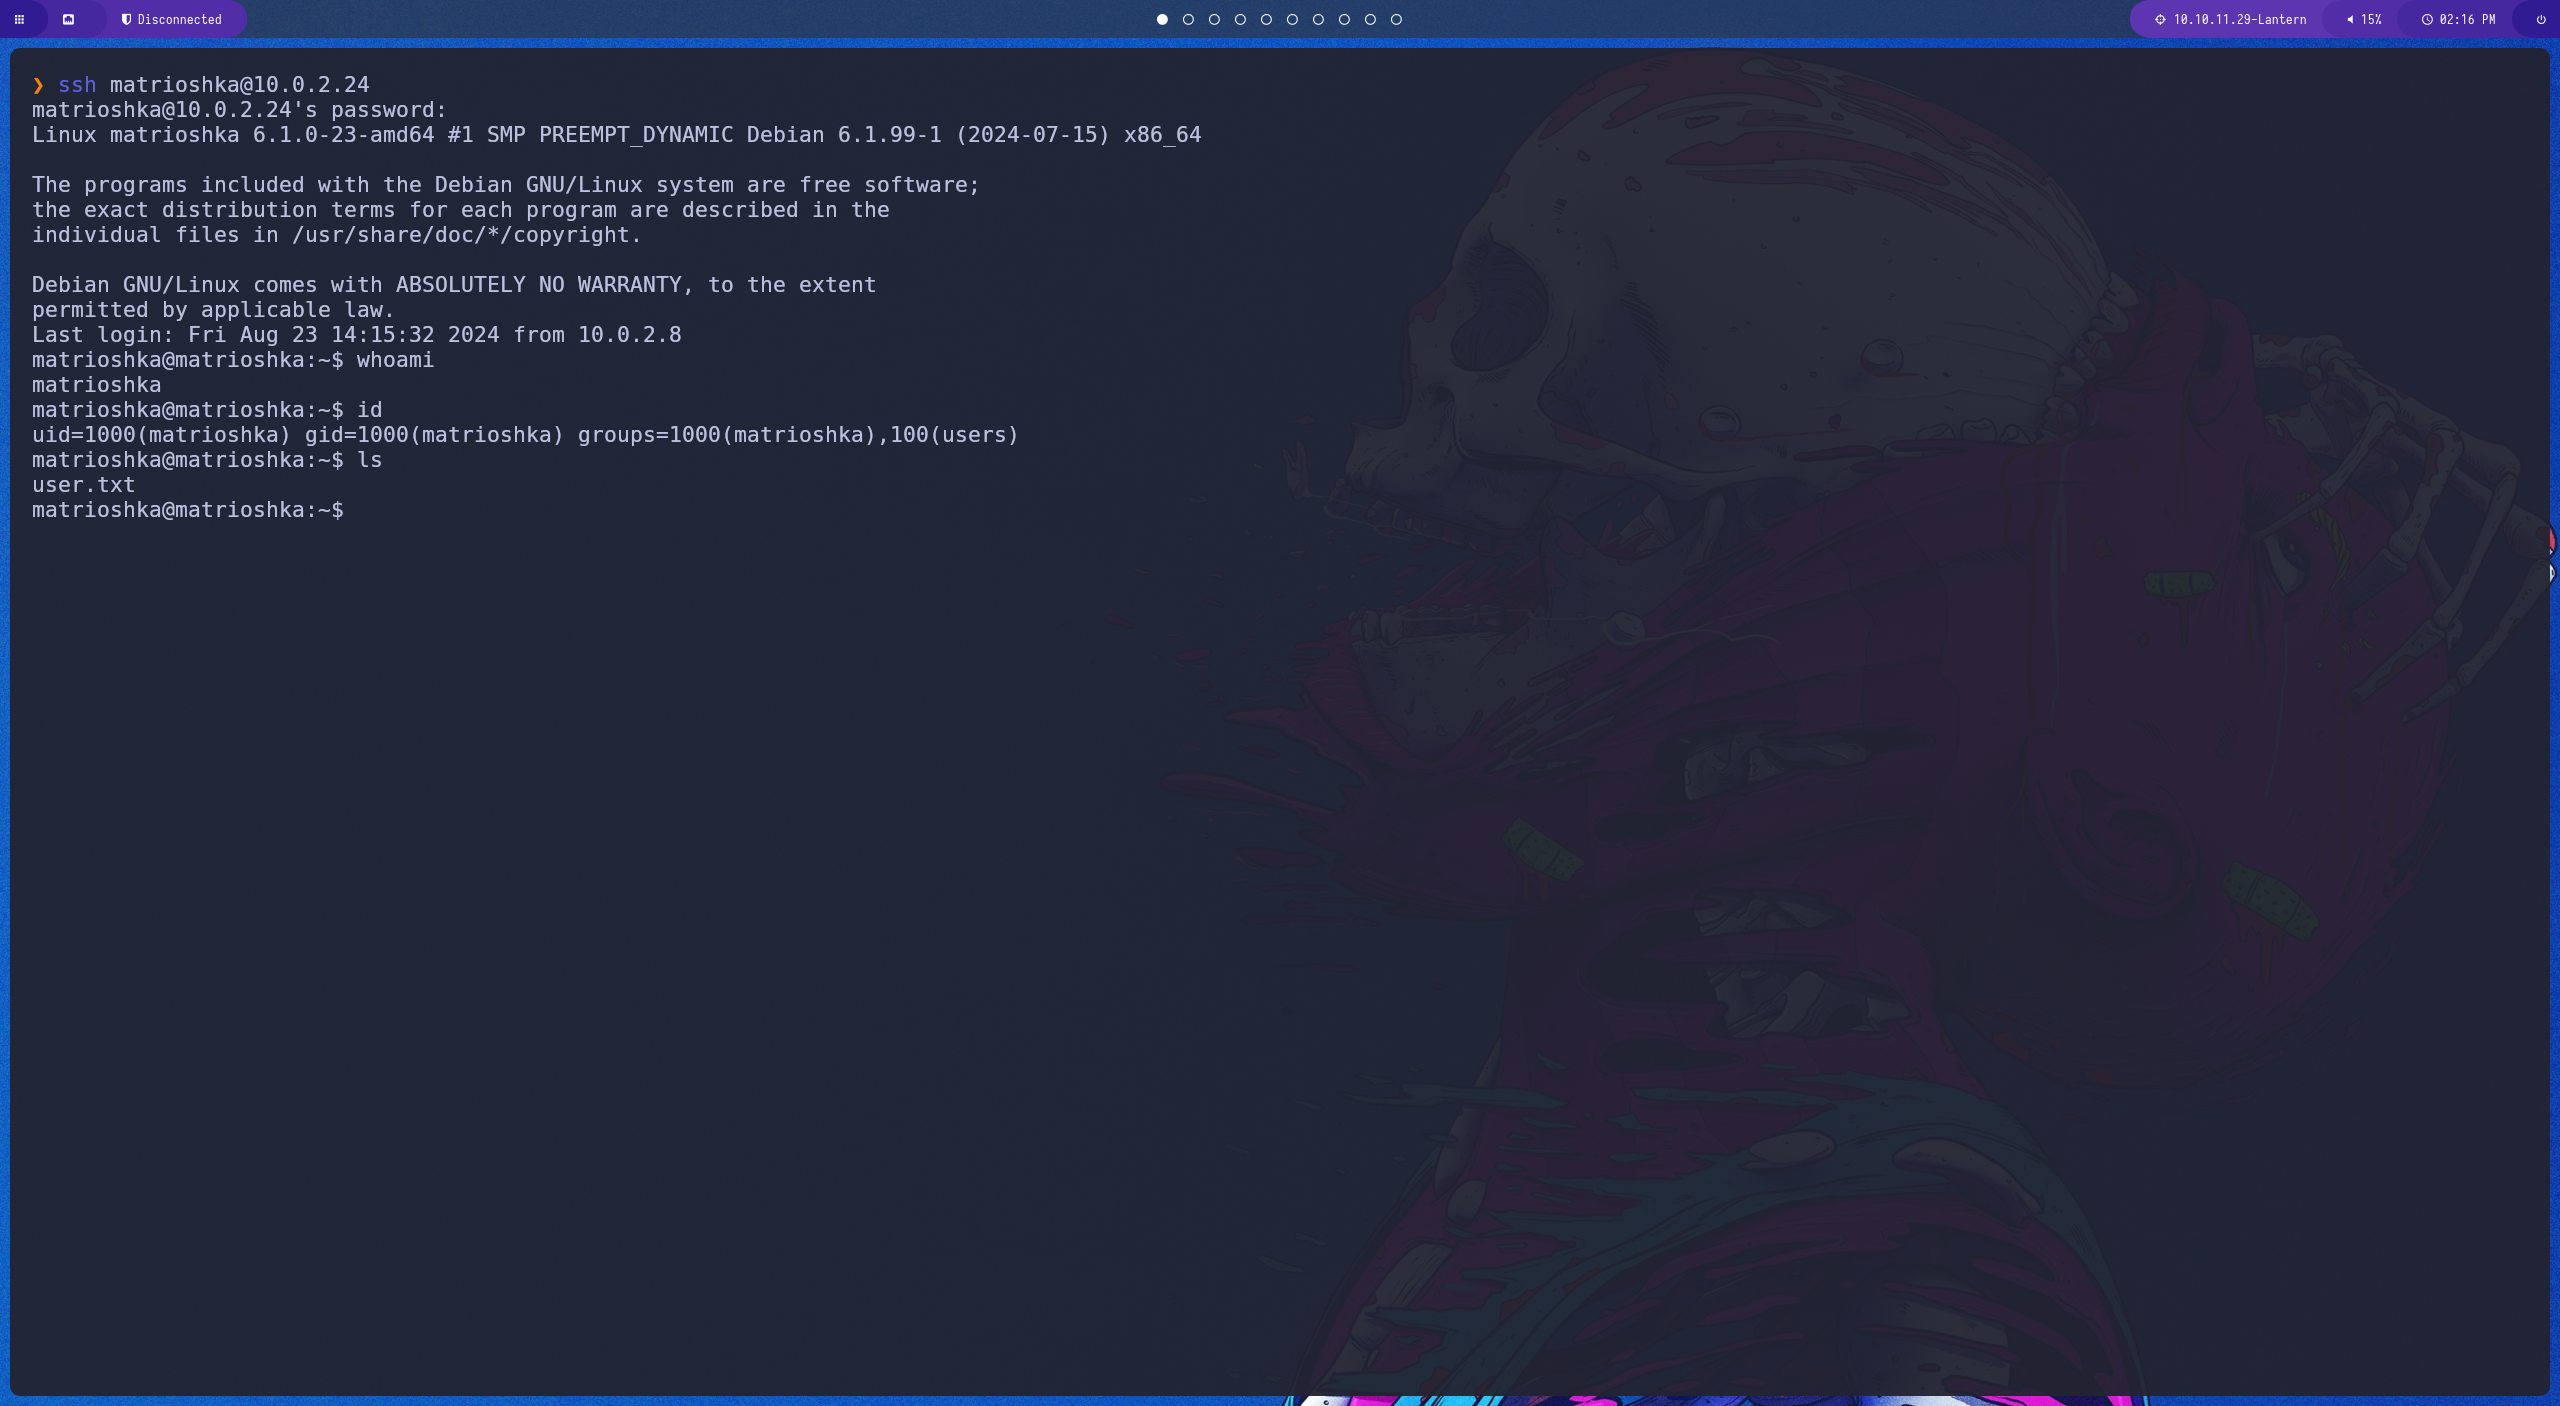 Disconnected
10.10.11.29-Lantern
15%
02:16 PM
❯ ssh matrioshka@10.0.2.24
matrioshka@10.0.2.24's password:
Linux matrioshka 6.1.0-23-amd64 #1 SMP PREEMPT_DYNAMIC Debian 6.1.99-1 (2024-07-15) x86_64
The programs included with the Debian GNU/Linux system are free software;
the exact distribution terms for each program are described in the
individual files in /usr/share/doc/*/copyright.
Debian GNU/Linux comes with ABSOLUTELY NO WARRANTY, to the extent
permitted by applicable law.
Last login: Fri Aug 23 14:15:32 2024 from 10.0.2.8
matrioshka@matrioshka:~$ whoami
matrioshka
matrioshka@matrioshka:~$ id
uid=1000(matrioshka) gid=1000(matrioshka) groups=1000(matrioshka),100(users)
matrioshka@matrioshka:~$ ls
user.txt
matrioshka@matrioshka:~$